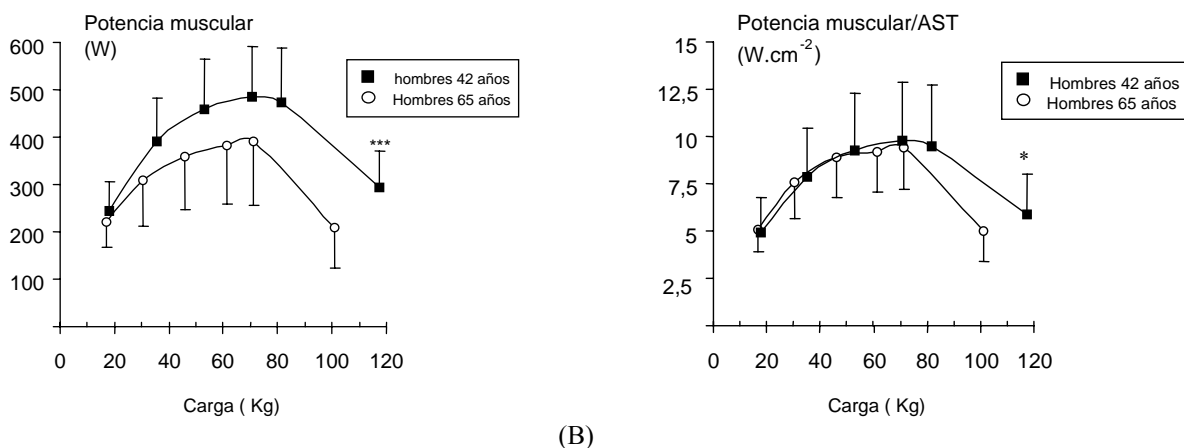 Potencia muscular
(W)
600
500
400
300
200
100
0 20 40 60 80 100 120
Carga ( Kg)
hombres 42 años
Hombres 65 años
***
Potencia muscular/AST
(W.cm-2)
15
12,5
10
7,5
5
2,5
0 20 40 60 80 100 120
Carga ( Kg)
Hombres 42 años
Hombres 65 años
*
(B)